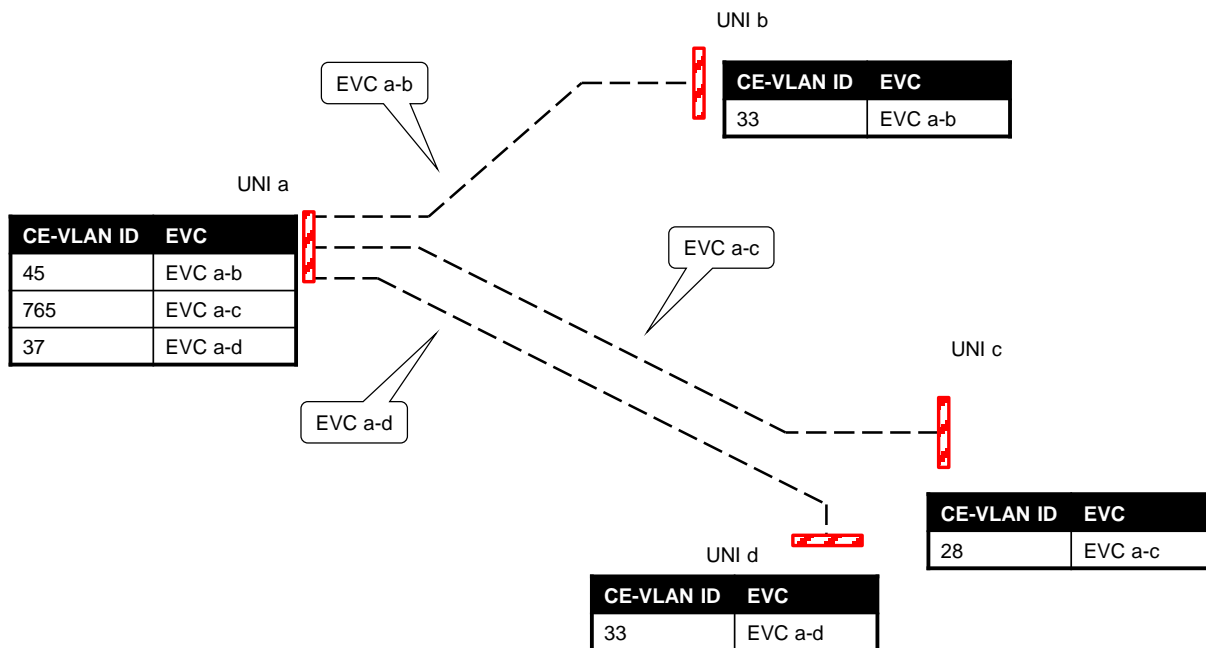 UNI b
EVC a-b
CE-VLAN ID EVC
33 EVC a-b
UNI a
CE-VLAN ID EVC
45 EVC a-b
765 EVC a-c
37 EVC a-d
EVC a-c
UNI c
EVC a-d
CE-VLAN ID EVC
28 EVC a-c
UNI d
CE-VLAN ID EVC
33 EVC a-d